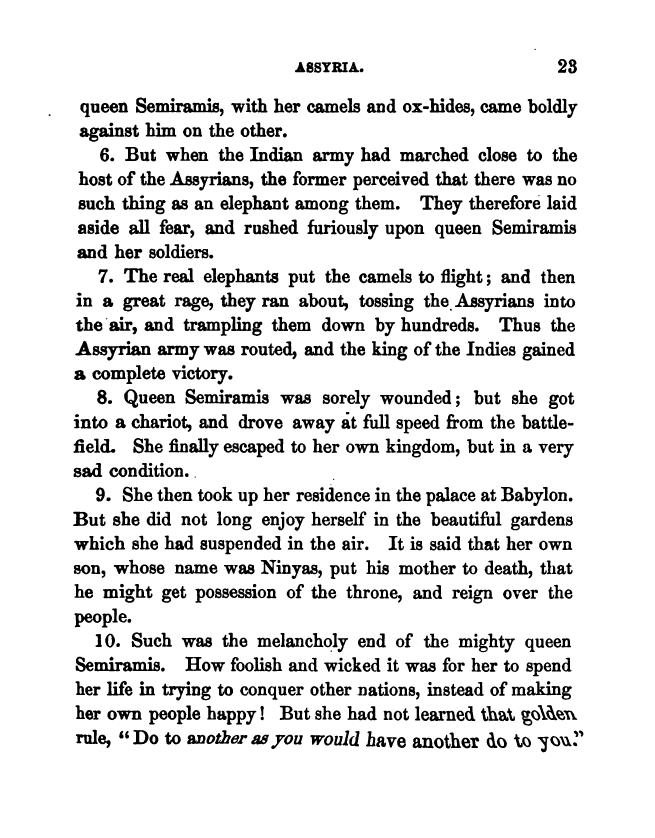 ASSYRIA. 23
queen Semiramis, with her camels and ox-hides, came boldly
against him on the other.
6. But when the Indian army had marched close to the
host of the Assyrians, the former perceived that there was no
such thing as an elephant among them. They therefore laid
aside all fear, and rushed furiously upon queen Semiramis
and her soldiers.
7. The real elephants put the camels to flight; and then
in a great rage, they ran about, tossing the Assyrians into
the air, and trampling them down by hundreds. Thus the
Assyrian army was routed, and the king of the Indies gained
a complete victory.
8. Queen Semiramis was sorely wounded; but she got
into a chariot, and drove away at full speed from the battle-
field. She finally escaped to her own kingdom, but in a very
sad condition.
9. She then took up her residence in the palace at Babylon.
But she did not long enjoy herself in the beautiful gardens
which she had suspended in the air. It is said that her own
son, whose name was Ninyas, put his mother to death, that
he might get possession of the throne, and reign over the
people.
10. Such was the melancholy end of the mighty queen
Semiramis. How foolish and wicked it was for her to spend
her life in trying to conquer other nations, instead of making
her own people happy! But she had not learned that golden
rule, "Do to another as you would have another do to you."